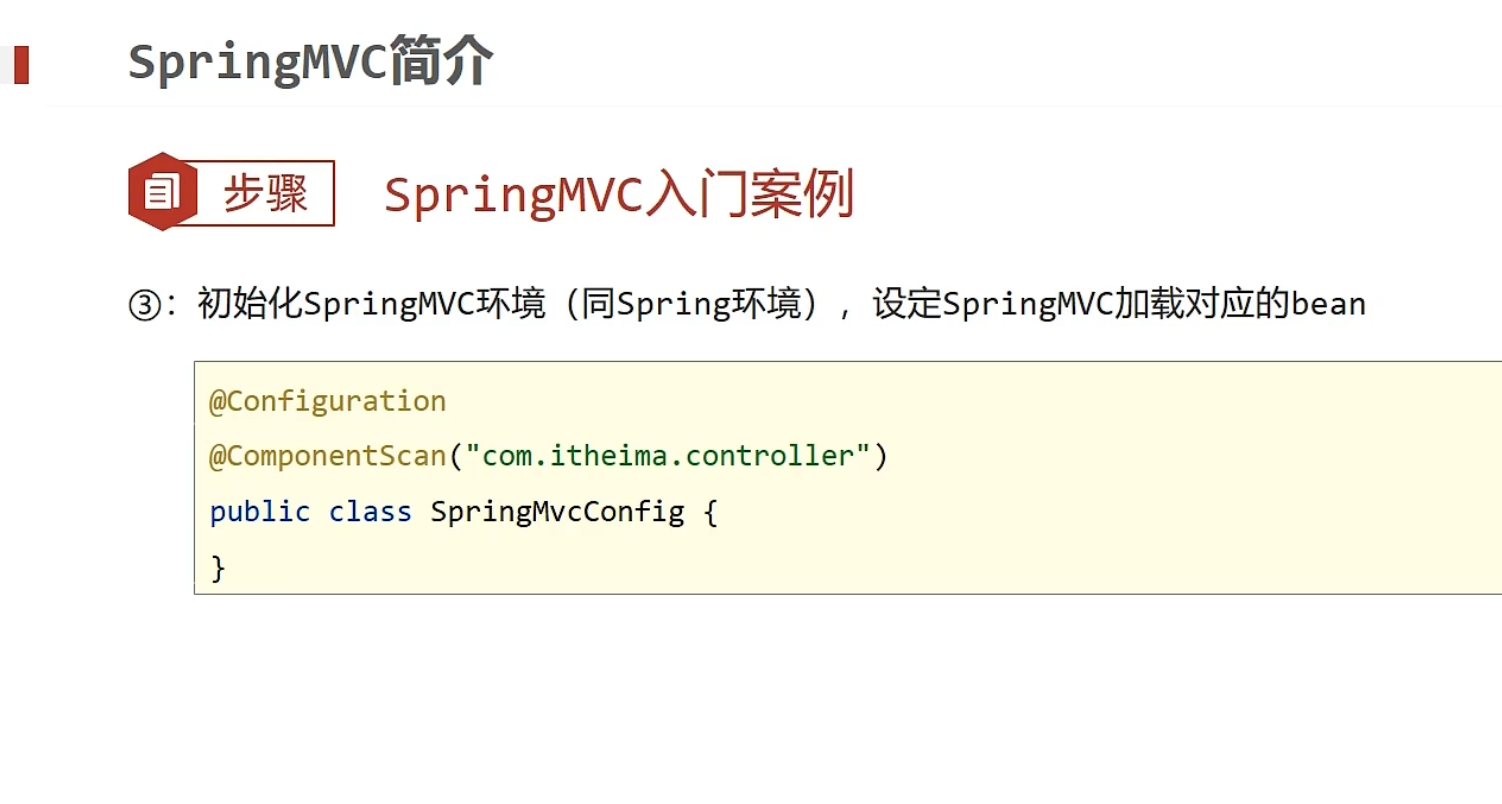 SpringMVC简介
步骤
SpringMVC入门案例
③：初始化SpringMVC环境（同Spring环境），设定SpringMVC加载对应的bean
@Configuration
@ComponentScan("com.itheima.controller")
public class SpringMvcConfig {
}